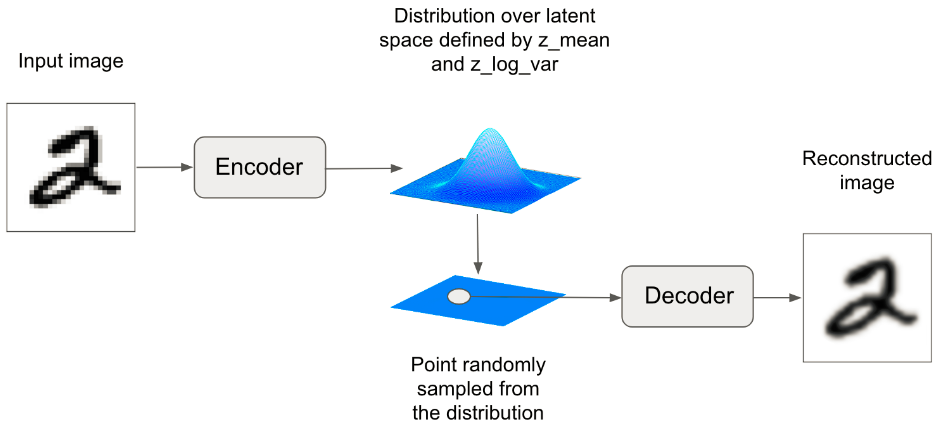 Distribution over latent
space defined by z_mean
and z_log_var
Input image
Encoder
Reconstructed
image
Decoder
Point randomly
sampled from
the distribution